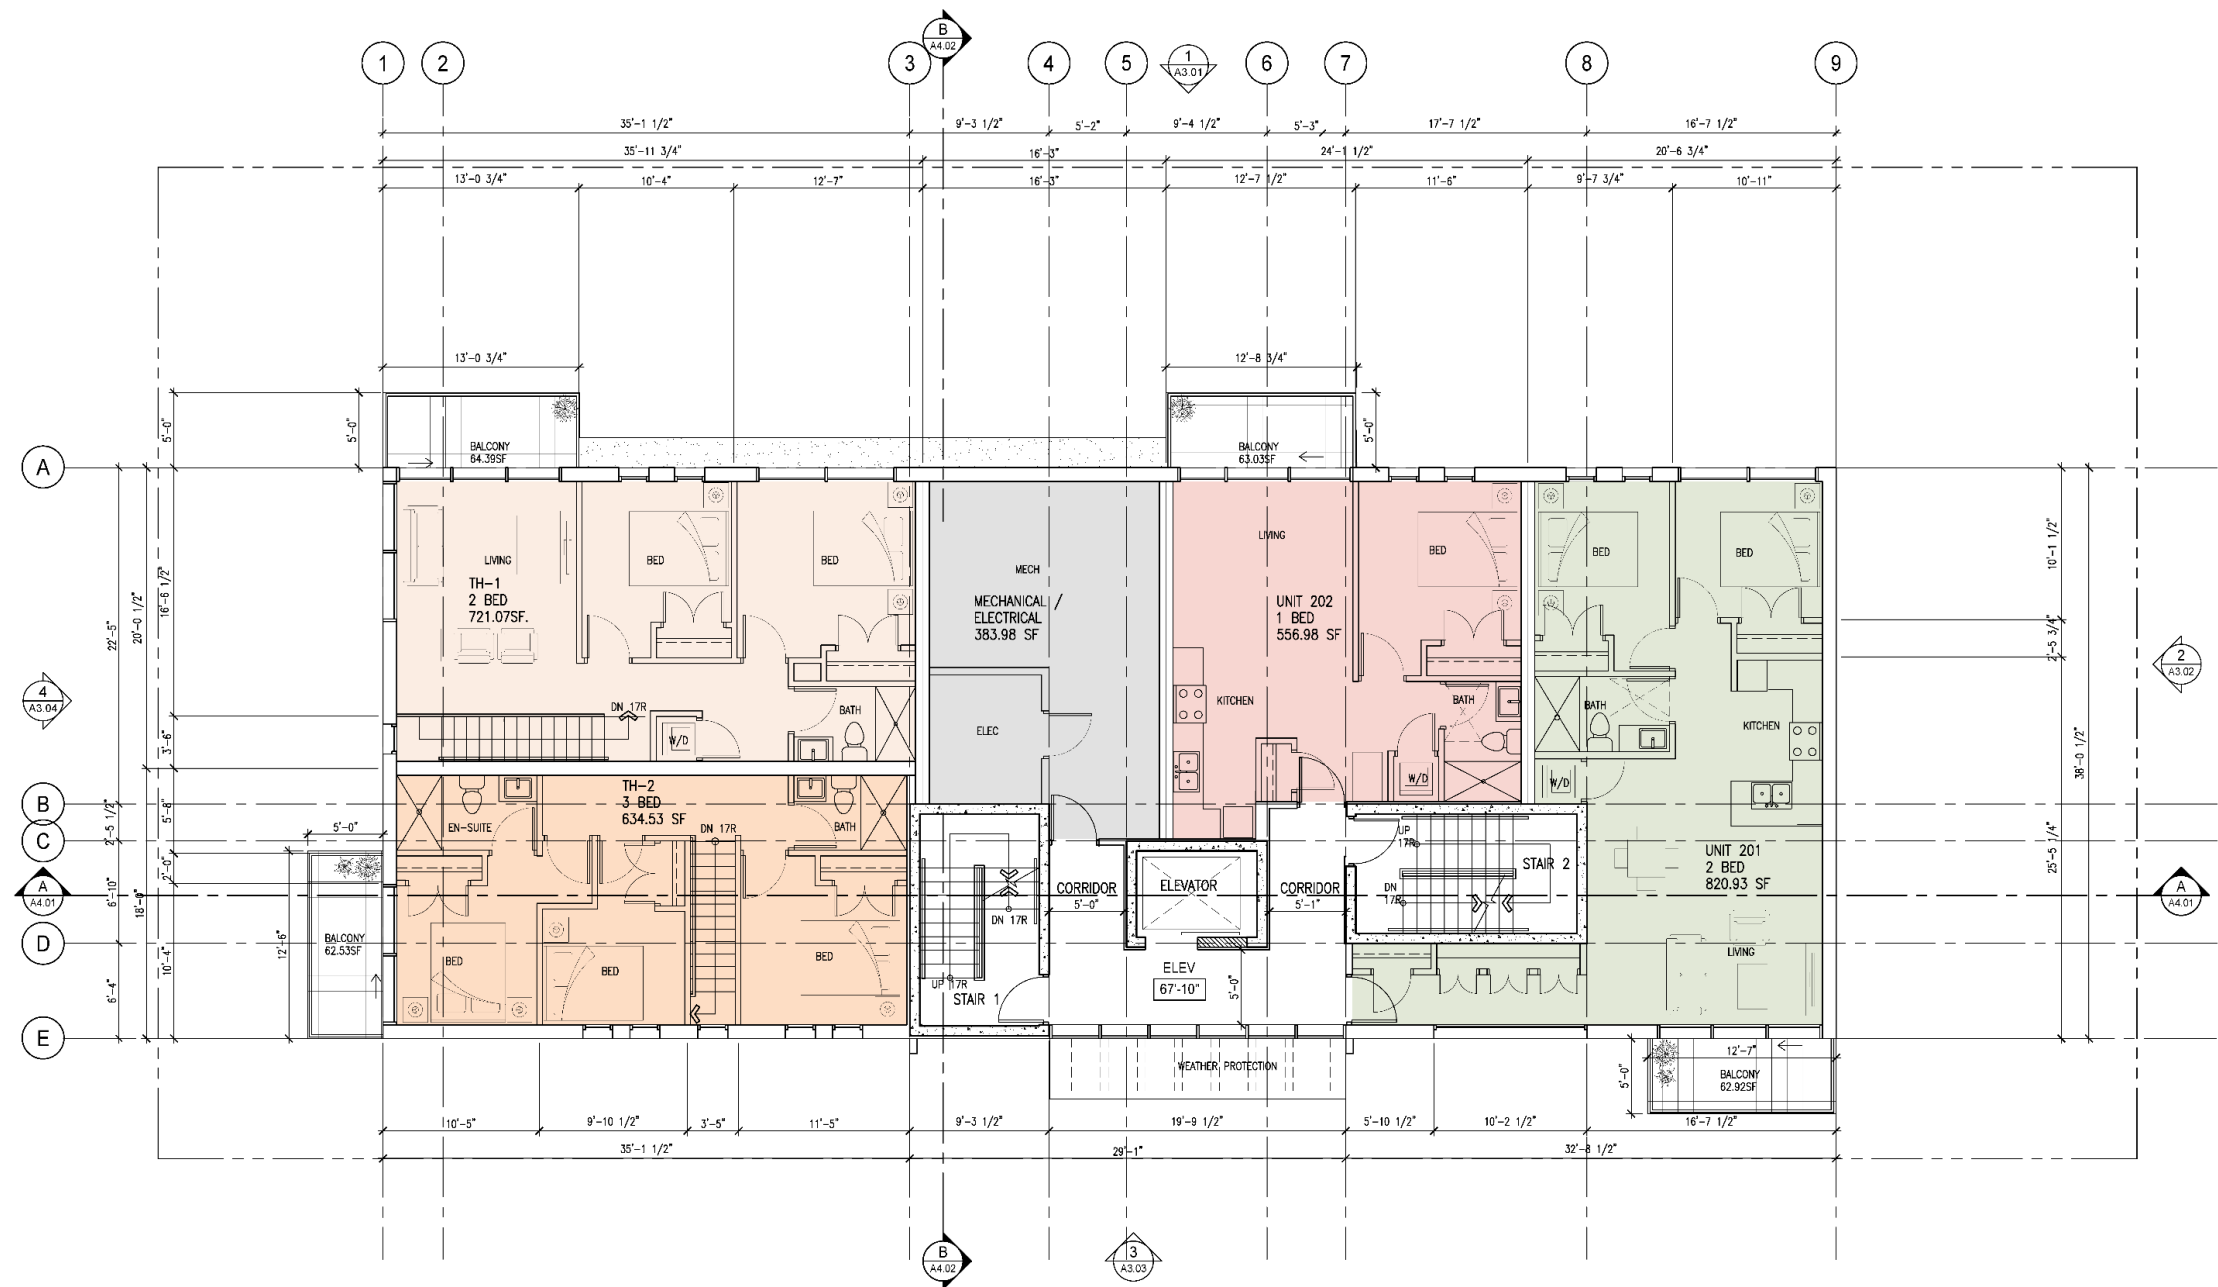 B
A4.02
1
2
3
4
5
1
A3.01
6
7
8
9
35'-1 1/2"
9'-3 1/2"
5'-2"
9'-4 1/2"
5'-3"
17'-7 1/2"
16'-7 1/2"
35'-11 3/4"
16'-3"
24'-1 1/2"
20'-6 3/4"
13'-0 3/4"
10'-4"
12'-7"
16'-3"
12'-7 1/2"
11'-6"
9'-7 3/4"
10'-11"
13'-0 3/4"
12'-8 3/4"
5'-0"
5'-0"
5'-0"
BALCONY
64.39SF
BALCONY
63.03SF
A
LIVING
TH-1
2 BED
721.07SF.
BED
BED
MECH
MECHANICAL /
ELECTRICAL
383.98 SF
LIVING
UNIT 202
1 BED
556.98 SF
BED
BED
BED
22'-5"
20'-0 1/2"
16'-6 1/2"
3'-6"
10'-1 1/2"
2'-5 3/4"
38'-0 1/2"
25'-5 1/4"
4
A3.04
2
A3.02
DN 17R
W/D
BATH
ELEC
KITCHEN
BATH
W/D
BATH
KITCHEN
W/D
B
C
A
A4.01
D
E
2'-5 1/2"
5'-8"
2'-0"
6'-10"
18'-0"
10'-4"
6'-4"
5'-0"
12'-6"
BALCONY
62.53SF
EN-SUITE
TH-2
3 BED
634.53 SF
DN 17R
BATH
BED
BED
BED
DN 17R
UP 17R
STAIR 1
CORRIDOR
5'-0"
ELEVATOR
CORRIDOR
5'-1"
ELEV
67'-10"
5'-0"
UP
17R
DN
17R
STAIR 2
UNIT 201
2 BED
820.93 SF
LIVING
A
A4.01
WEATHER PROTECTION
12'-7"
5'-0"
BALCONY
62.92SF
10'-5"
9'-10 1/2"
3'-5"
11'-5"
9'-3 1/2"
19'-9 1/2"
5'-10 1/2"
10'-2 1/2"
16'-7 1/2"
35'-1 1/2"
29'-1"
32'-8 1/2"
B
A4.02
3
A3.03